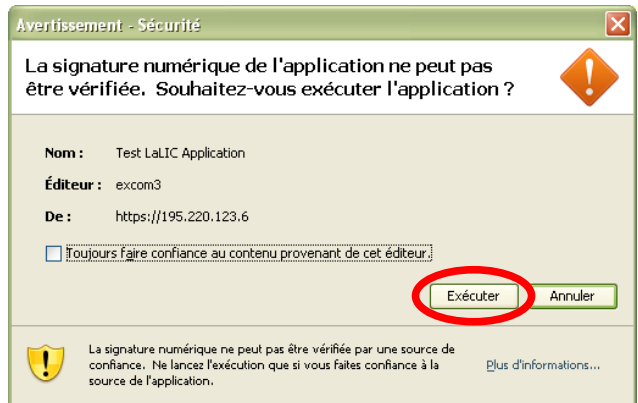 Avertissement - Sécurité
La signature numérique de l'application ne peut pas
être vérifiée. Souhaitez-vous exécuter l'application ?
Nom : Test LaLIC Application
Éditeur : excom3
De : https://195.220.123.6
Toujours faire confiance au contenu provenant de cet éditeur.
Exécuter Annuler
La signature numérique ne peut pas être vérifiée par une source de
confiance. Ne lancez l'exécution que si vous faites confiance à la
source de l'application.
Plus d'informations...